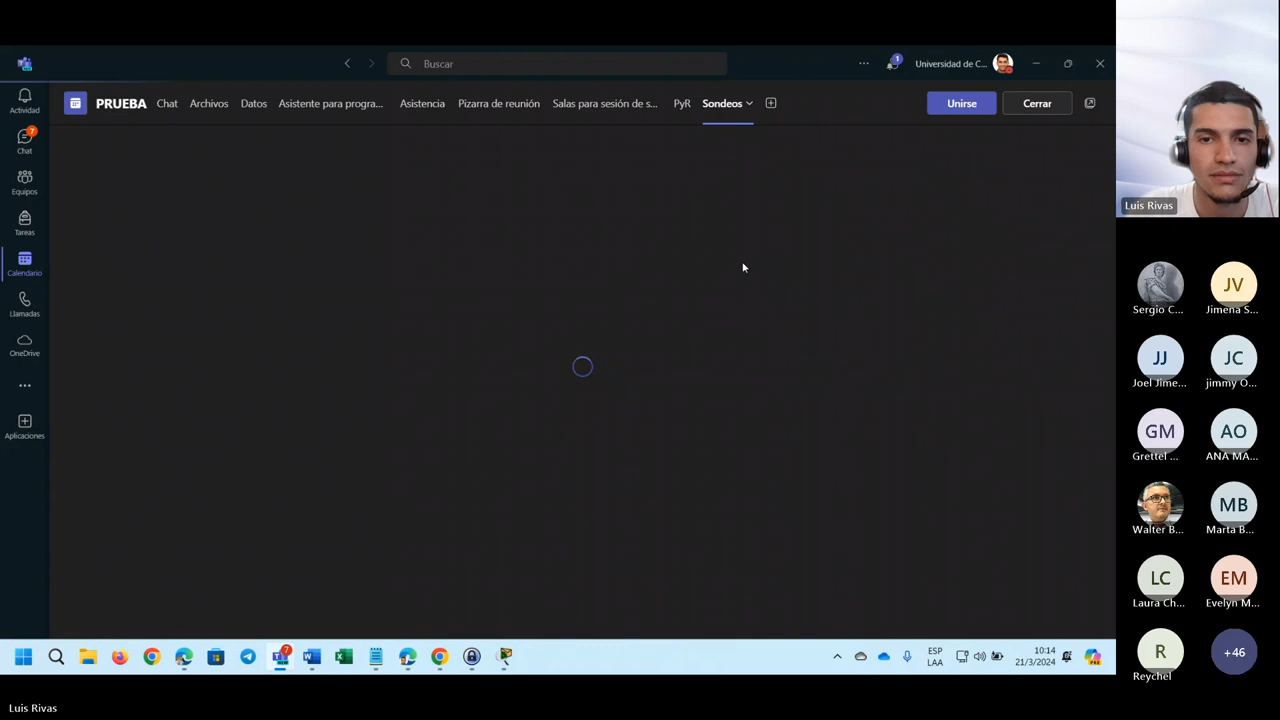 Buscar
Universidad de C...
1
PRUEBA
Chat
Archivos
Datos
Asistente para progra...
Asistencia
Pizarra de reunión
Salas para sesión de s...
PyR
Sondeos
Unirse
Cerrar
Actividad
7
Chat
Equipos
Tareas
Calendario
Llamadas
OneDrive
Aplicaciones
Luis Rivas
Sergio C...
JV
Jimena S...
JJ
Joel Jime...
JC
jimmy O...
GM
Grettel ...
AO
ANA MA...
Walter B...
MB
Marta B...
LC
Laura Ch...
EM
Evelyn M...
R
Reychel
+46
7
ESP
LAA
10:14
21/3/2024
Luis Rivas